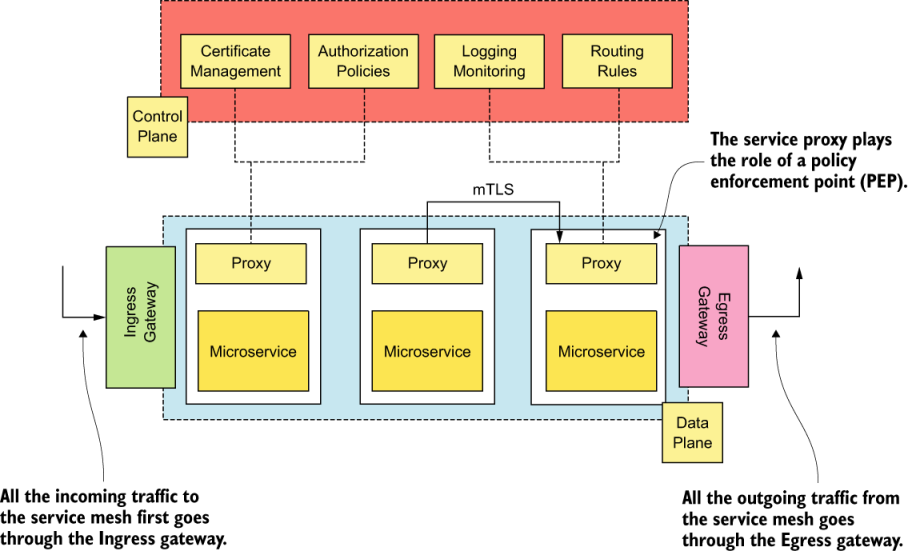 Certificate
Management
Authorization
Policies
Logging
Monitoring
Routing
Rules
Control
Plane
The service proxy plays
the role of a policy
enforcement point (PEP).
mTLS
Ingress
Gateway
Proxy
Microservice
Proxy
Microservice
Proxy
Microservice
Egress
Gateway
Data
Plane
All the incoming traffic to
the service mesh first goes
through the Ingress gateway.
All the outgoing traffic from
the service mesh goes
through the Egress gateway.